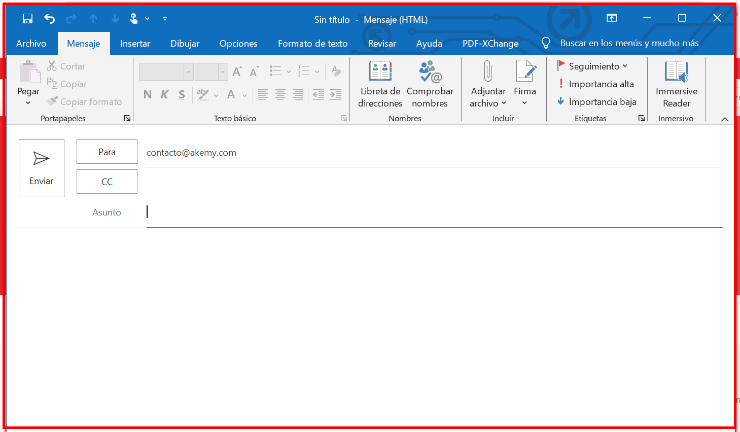 Sin título - Mensaje (HTML)
Archivo Mensaje Insertar Dibujar Opciones Formato de texto Revisar Ayuda PDF-XChange Buscar en los menús y mucho más
Pegar
Cortar
Copiar
Copiar formato
Portapapeles
N K S aby A
Texto básico
Libreta de direcciones
Comprobar nombres
Nombres
Adjuntar archivo
Firma
Incluir
Seguimiento
Importancia alta
Importancia baja
Etiquetas
Immersive Reader
Inmersivo
Enviar
Para contacto@akemy.com
CC
Asunto